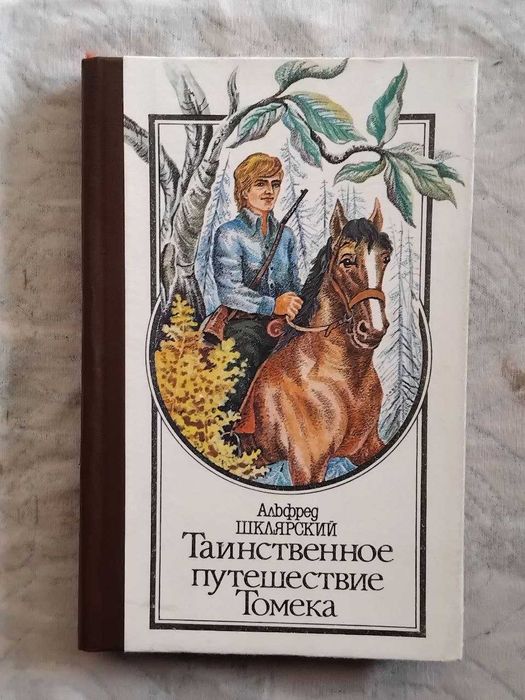 Альфред
ШКЛЯРСКИЙ
Таинственное
путешествие
Томека